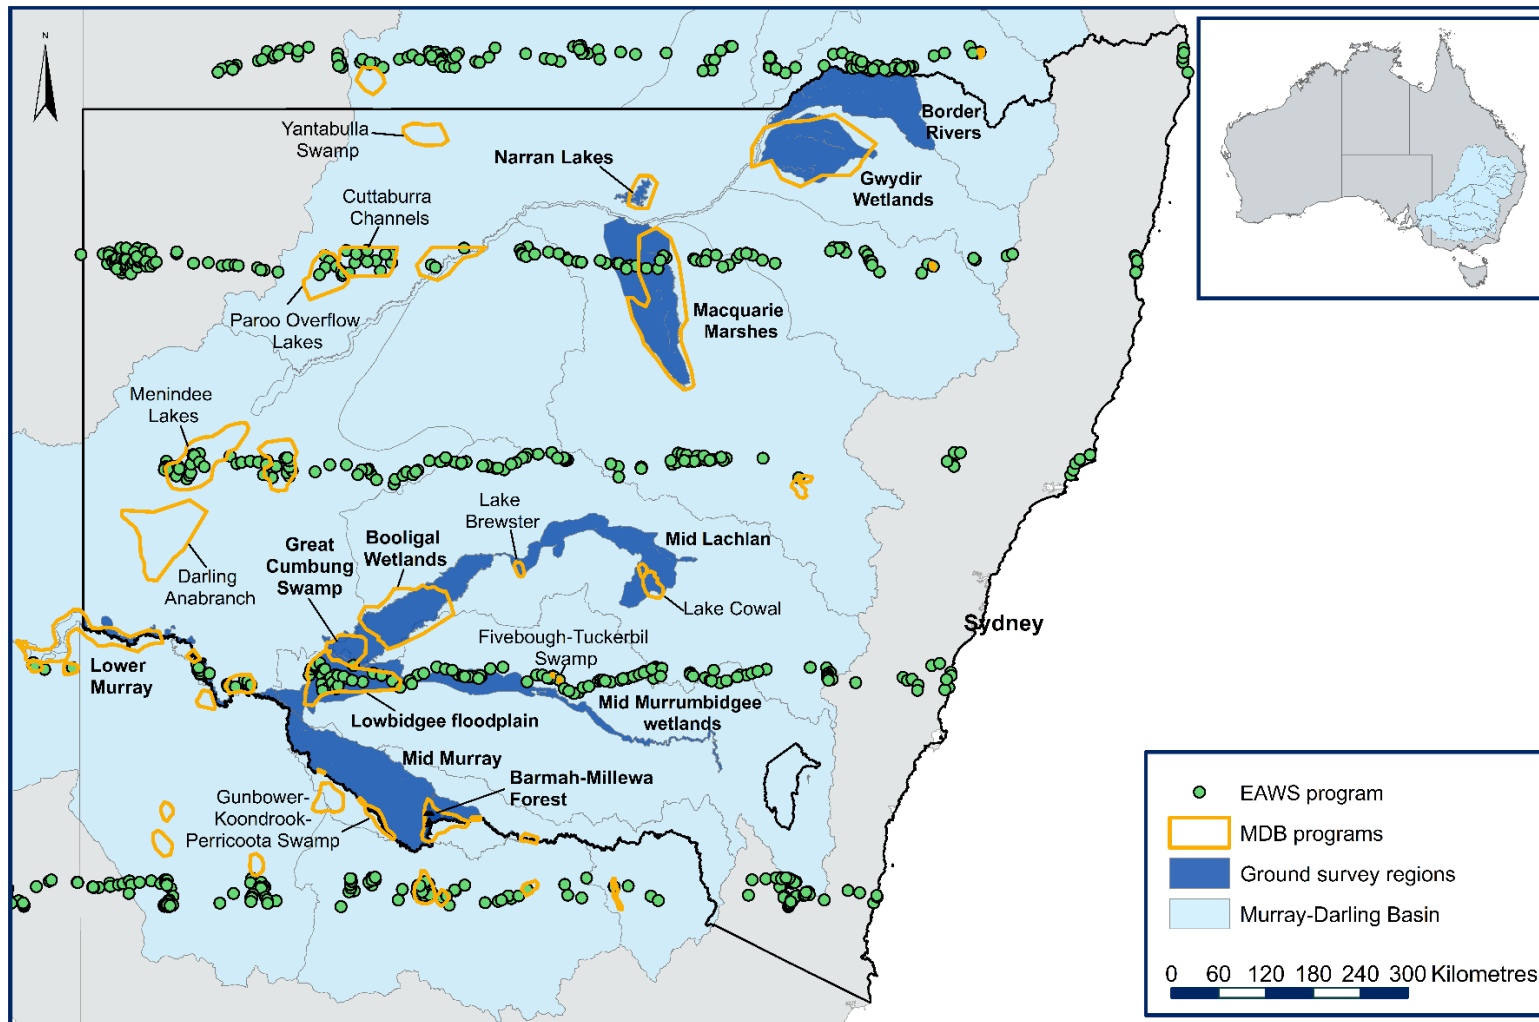 N
Yantabulla
Swamp
Narran Lakes
Border
Rivers
Gwydir
Wetlands
Cuttaburra
Channels
Paroo Overflow
Lakes
Macquarie
Marshes
Menindee
Lakes
Darling
Anabranch
Great
Cumbung
Swamp
Booligal
Wetlands
Lake
Brewster
Mid Lachlan
Lake Cowal
Sydney
Fivebough-Tuckerbil
Swamp
Lower
Murray
Lowbidgee floodplain
Mid Murrumbidgee
wetlands
Mid Murray
Barmah-Millewa
Forest
Gunbower-
Koondrook-
Perricoota Swamp
EAWS program
MDB programs
Ground survey regions
Murray-Darling Basin
0 60 120 180 240 300 Kilometres